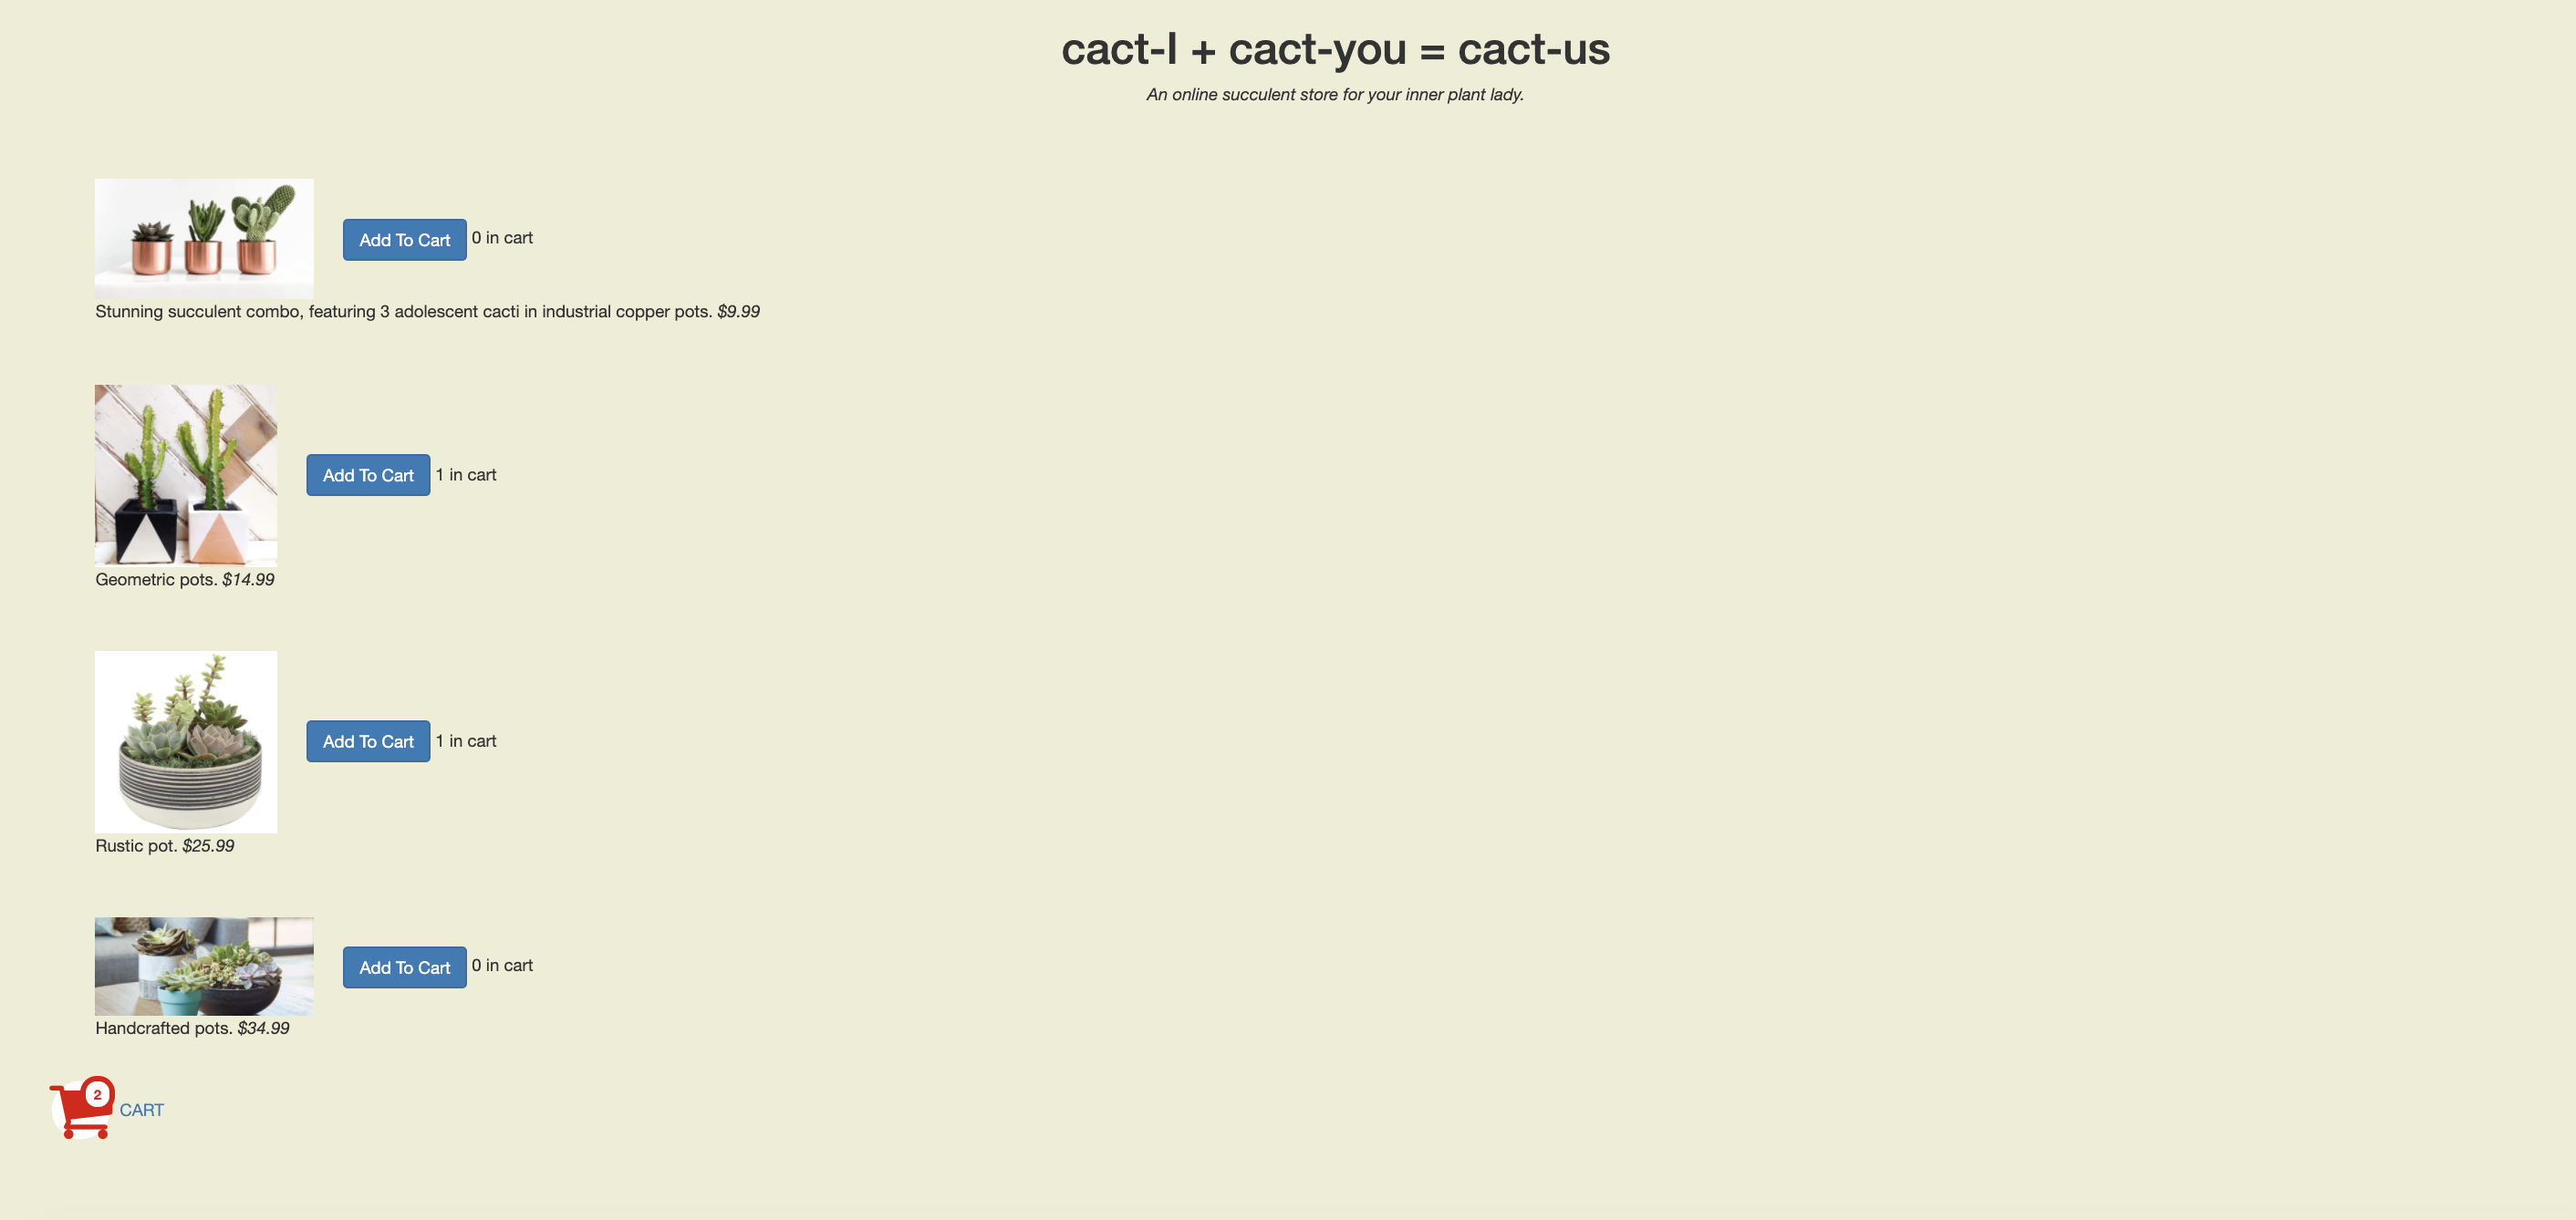 cact-I + cact-you = cact-us
An online succulent store for your inner plant lady.
Add To Cart 0 in cart
Stunning succulent combo, featuring 3 adolescent cacti in industrial copper pots. $9.99
Add To Cart 1 in cart
Geometric pots. $14.99
Add To Cart 1 in cart
Rustic pot. $25.99
Add To Cart 0 in cart
Handcrafted pots. $34.99
2
CART